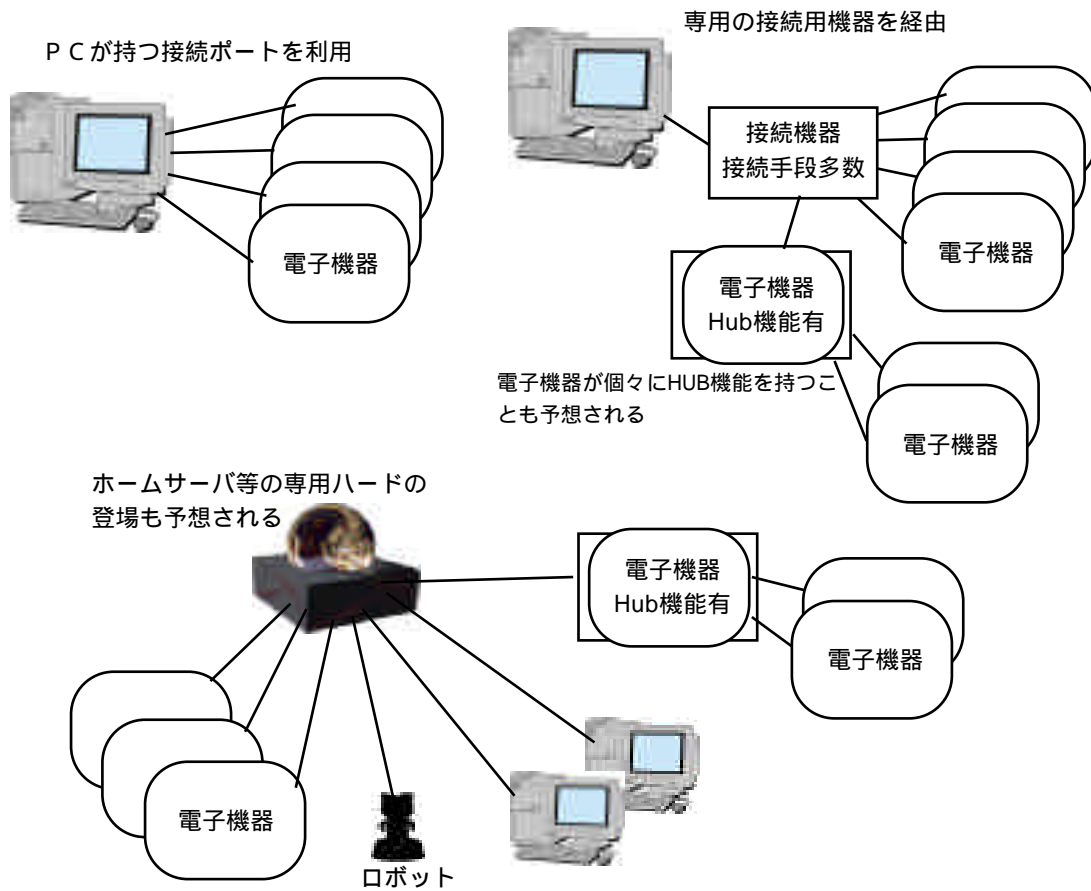 ＰＣが持つ接続ポートを利用
電子機器
専用の接続用機器を経由
接続機器
接続手段多数
電子機器
電子機器
Hub機能有
電子機器が個々にHUB機能を持つこ
とも予想される
電子機器
ホームサーバ等の専用ハードの
登場も予想される
電子機器
Hub機能有
電子機器
電子機器
ロボット